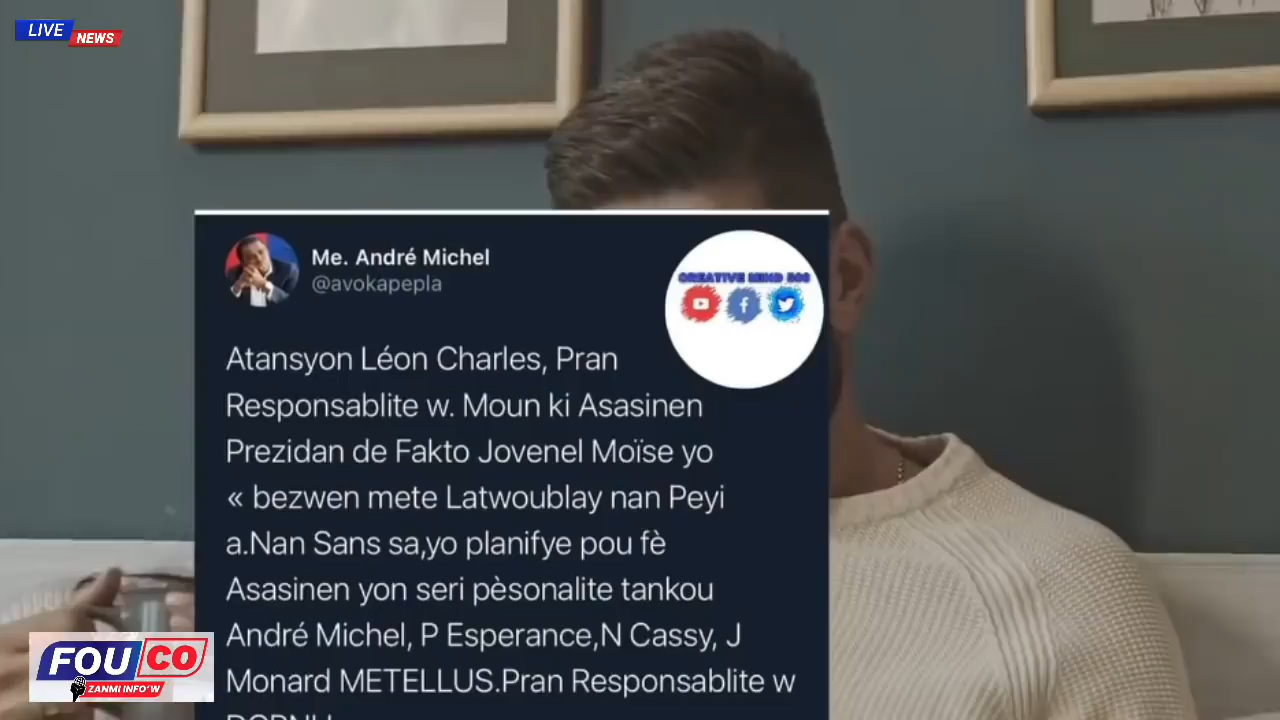 LIVE
NEWS
Me. André Michel
@avokapepla
CREATIVE MIND 509
Atansyon Léon Charles, Pran
Responsablite w. Moun ki Asasinen
Prezidan de Fakto Jovenel Moïse yo
« bezwen mete Latwoublay nan Peyi
a.Nan Sans sa,yo planifye pou fè
Asasinen yon seri pèsonalite tankou
André Michel, P Esperance,N Cassy, J
Monard METELLUS.Pran Responsablite w
FOUCO
ZANMI INFO'W